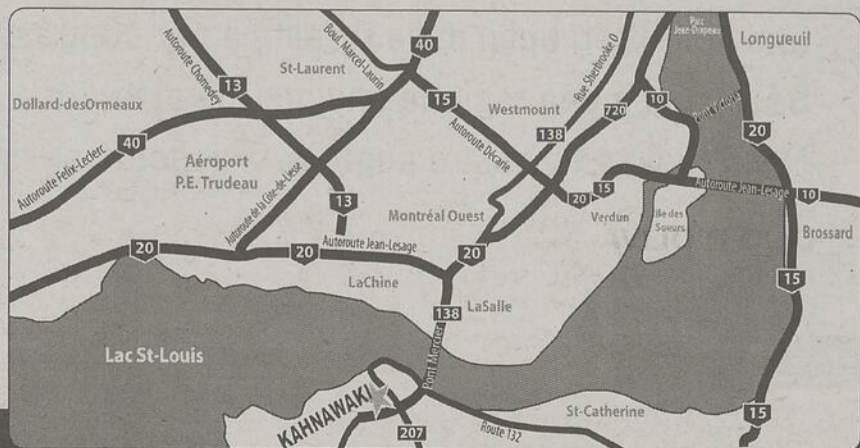 Parc
Jean-Drapeau
Longueuil
40
Boul. Marcel-Laurin
Autoroute Chomedey
St-Laurent
Rue Sherbrooke O
13
Dollard-desOrmeaux
15
Westmount
720
10
Pont Victoria
138
20
40
Autoroute Décarie
Autoroute Felix-Leclerc
Aéroport
P.E. Trudeau
Autoroute de la Côte-de-Liesse
13
20
15
Autoroute Jean-Lesage
10
Montréal Ouest
Verdun
Ile des
Soeurs
Brossard
20
20
Autoroute Jean-Lesage
20
15
LaChine
138
LaSalle
Lac St-Louis
Pont Mercier
KAHNAWAKI
207
Route 132
St-Catherine
15